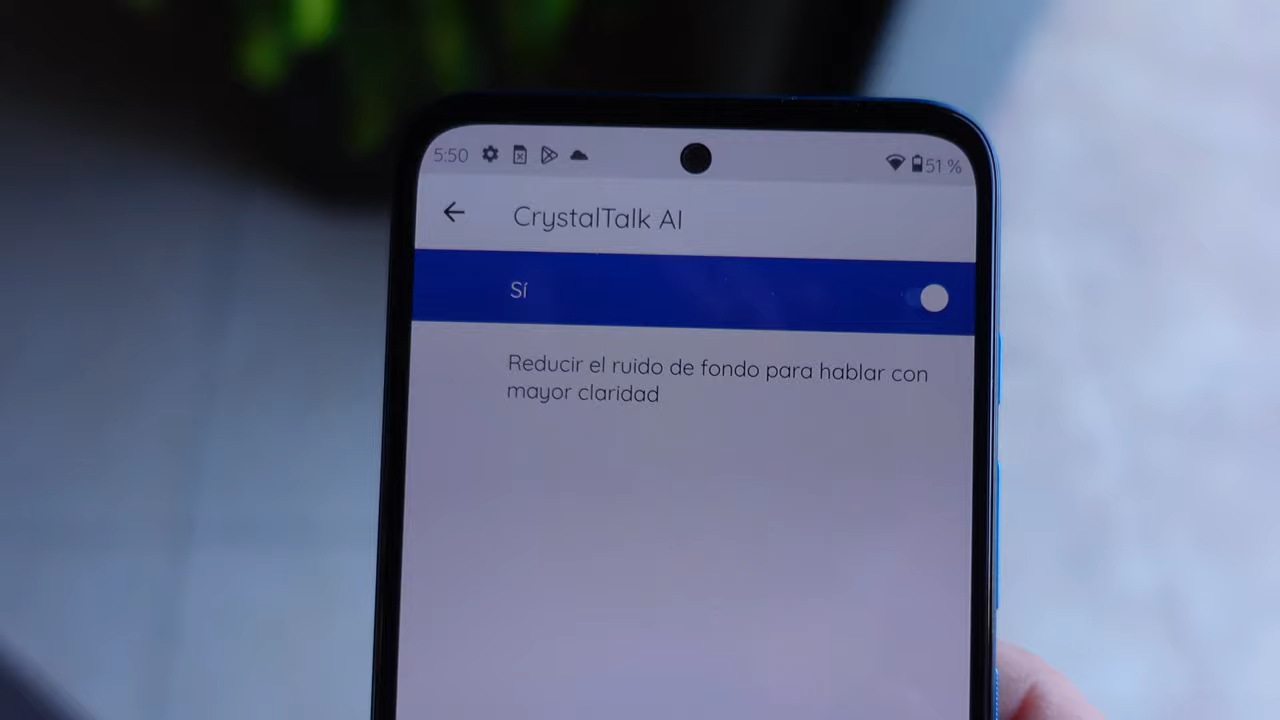 5:50
51 %
CrystalTalk AI
Sí
Reducir el ruido de fondo para hablar con
mayor claridad